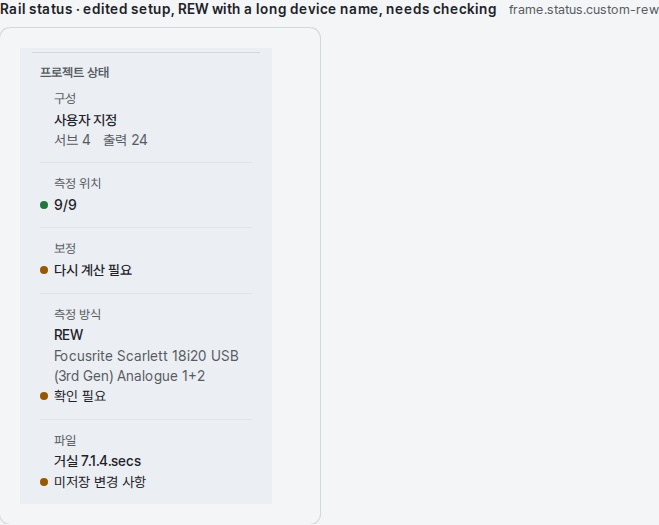 Rail status · edited setup, REW with a long device name, needs checking frame.status.custom-rew
프로젝트 상태
구성
사용자 지정
서브 4 출력 24
측정 위치
9/9
보정
다시 계산 필요
측정 방식
REW
Focusrite Scarlett 18i20 USB
(3rd Gen) Analogue 1+2
확인 필요
파일
거실 7.1.4.secs
미저장 변경 사항